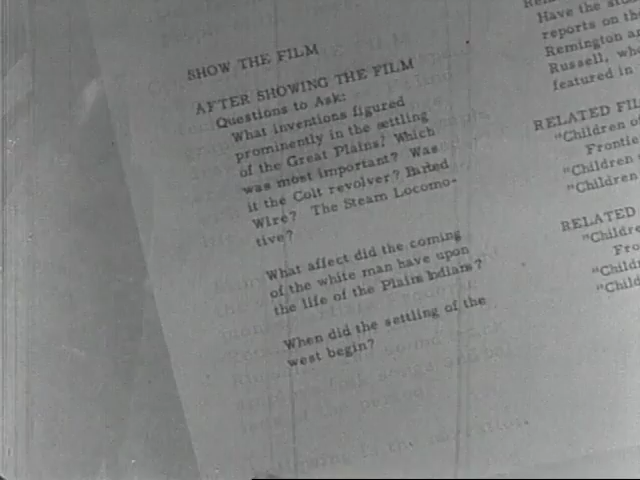 SHOW THE FILM
AFTER SHOWING THE FILM
Questions to Ask:
What inventions figured
prominently in the settling
of the Great Plains? Which
was most important? Was
it the Colt revolver? Barbed
Wire? The Steam Locomo-
tive?
What affect did the coming
of the white man have upon
the life of the Plains Indians?
When did the settling of the
west begin?
Have the
reports on the
Remington
Russell,
featured in
RELATED
"Children of
Frontie
"Children
"Children
RELATED
"Childre
Fro
"Child
"Chi